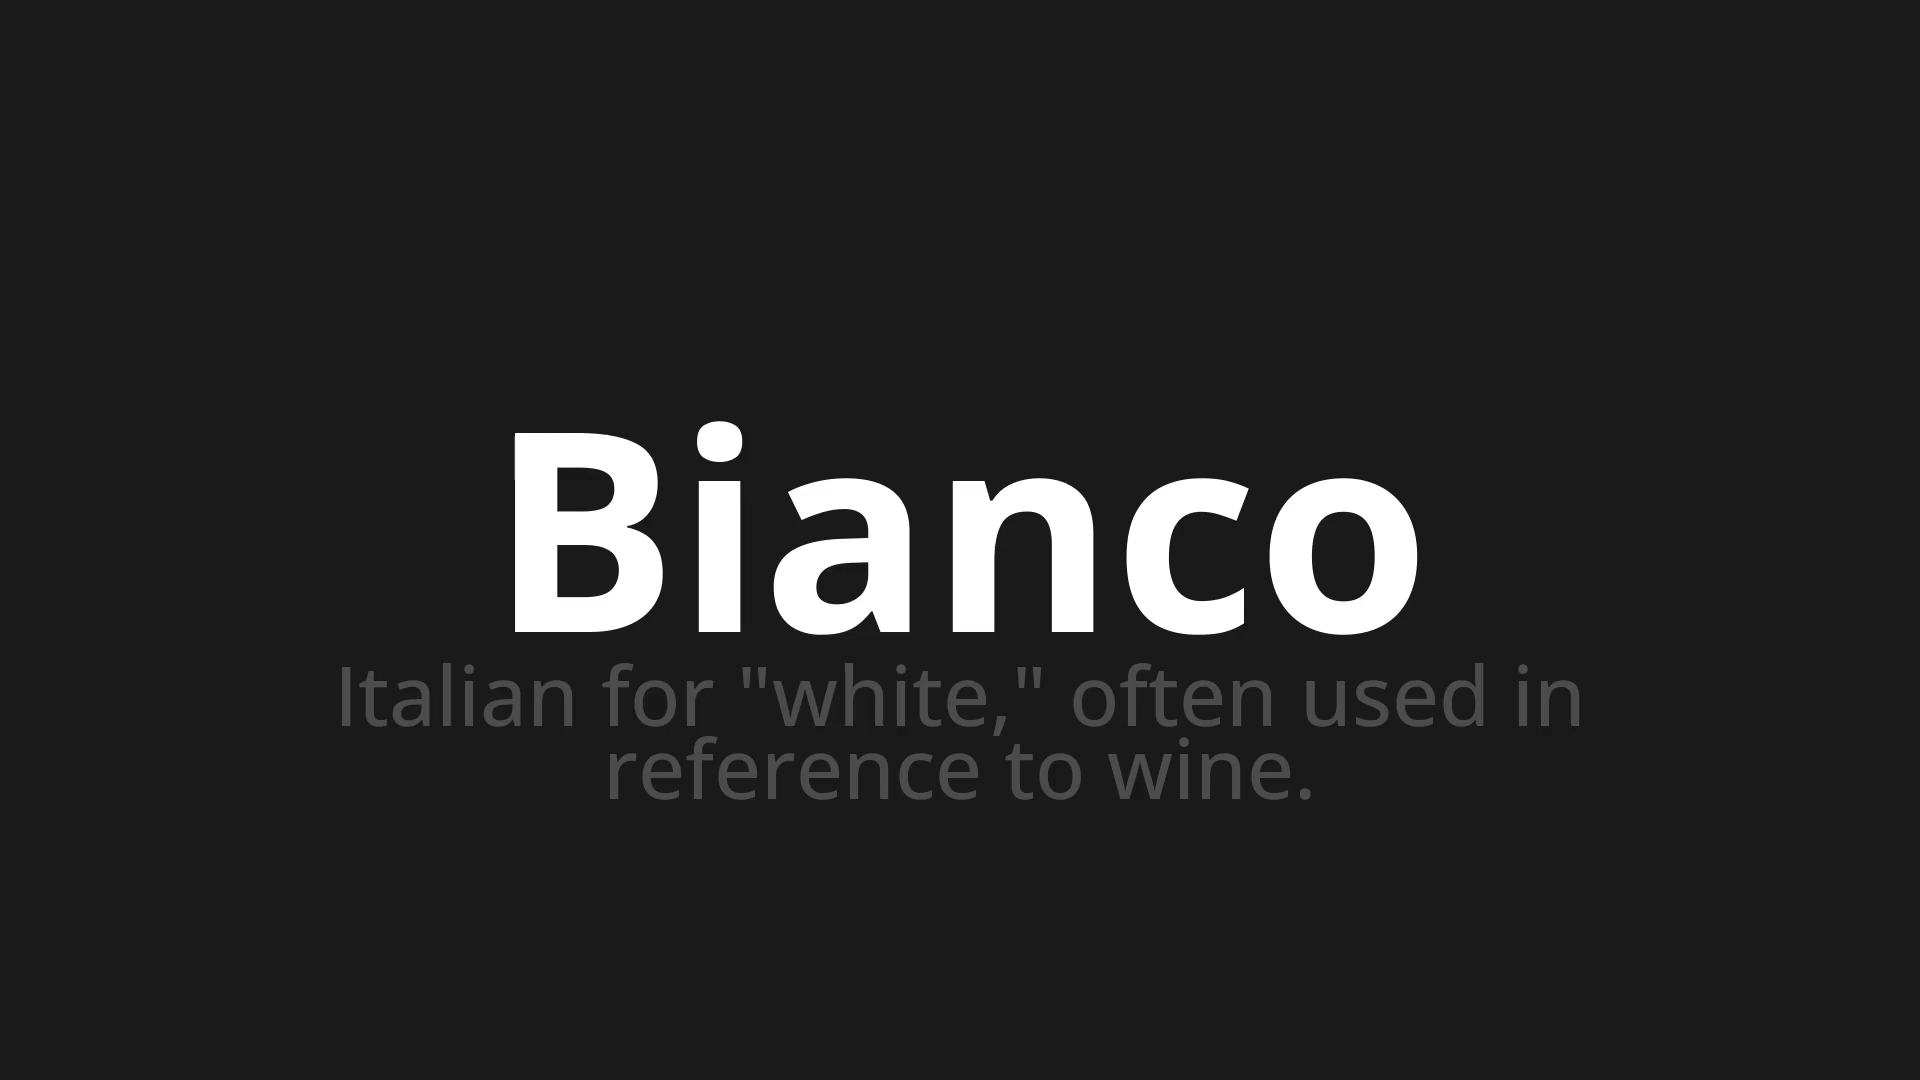 Bianco
Italian for "white," often used in
reference to wine.